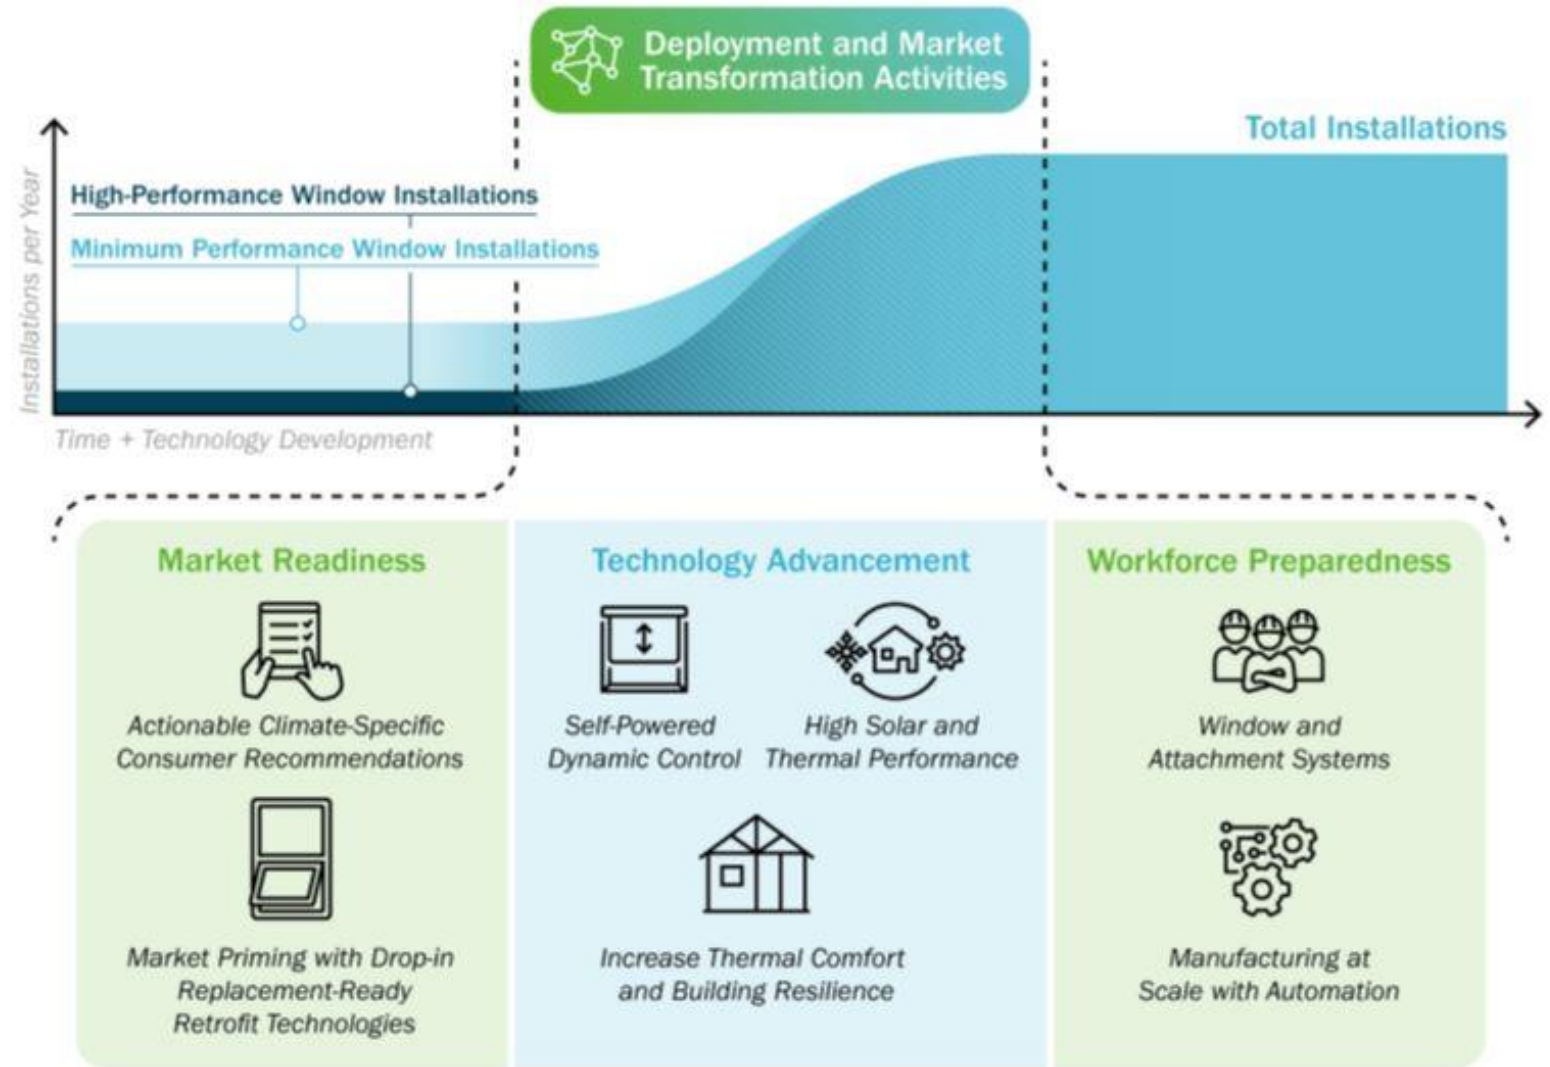 Deployment and Market
Transformation Activities
Total Installations
High-Performance Window Installations
Minimum Performance Window Installations
Installations per Year
Time + Technology Development
Market Readiness
Actionable Climate-Specific
Consumer Recommendations
Market Priming with Drop-in
Replacement-Ready
Retrofit Technologies
Technology Advancement
Self-Powered
Dynamic Control
High Solar and
Thermal Performance
Increase Thermal Comfort
and Building Resilience
Workforce Preparedness
Window and
Attachment Systems
Manufacturing at
Scale with Automation